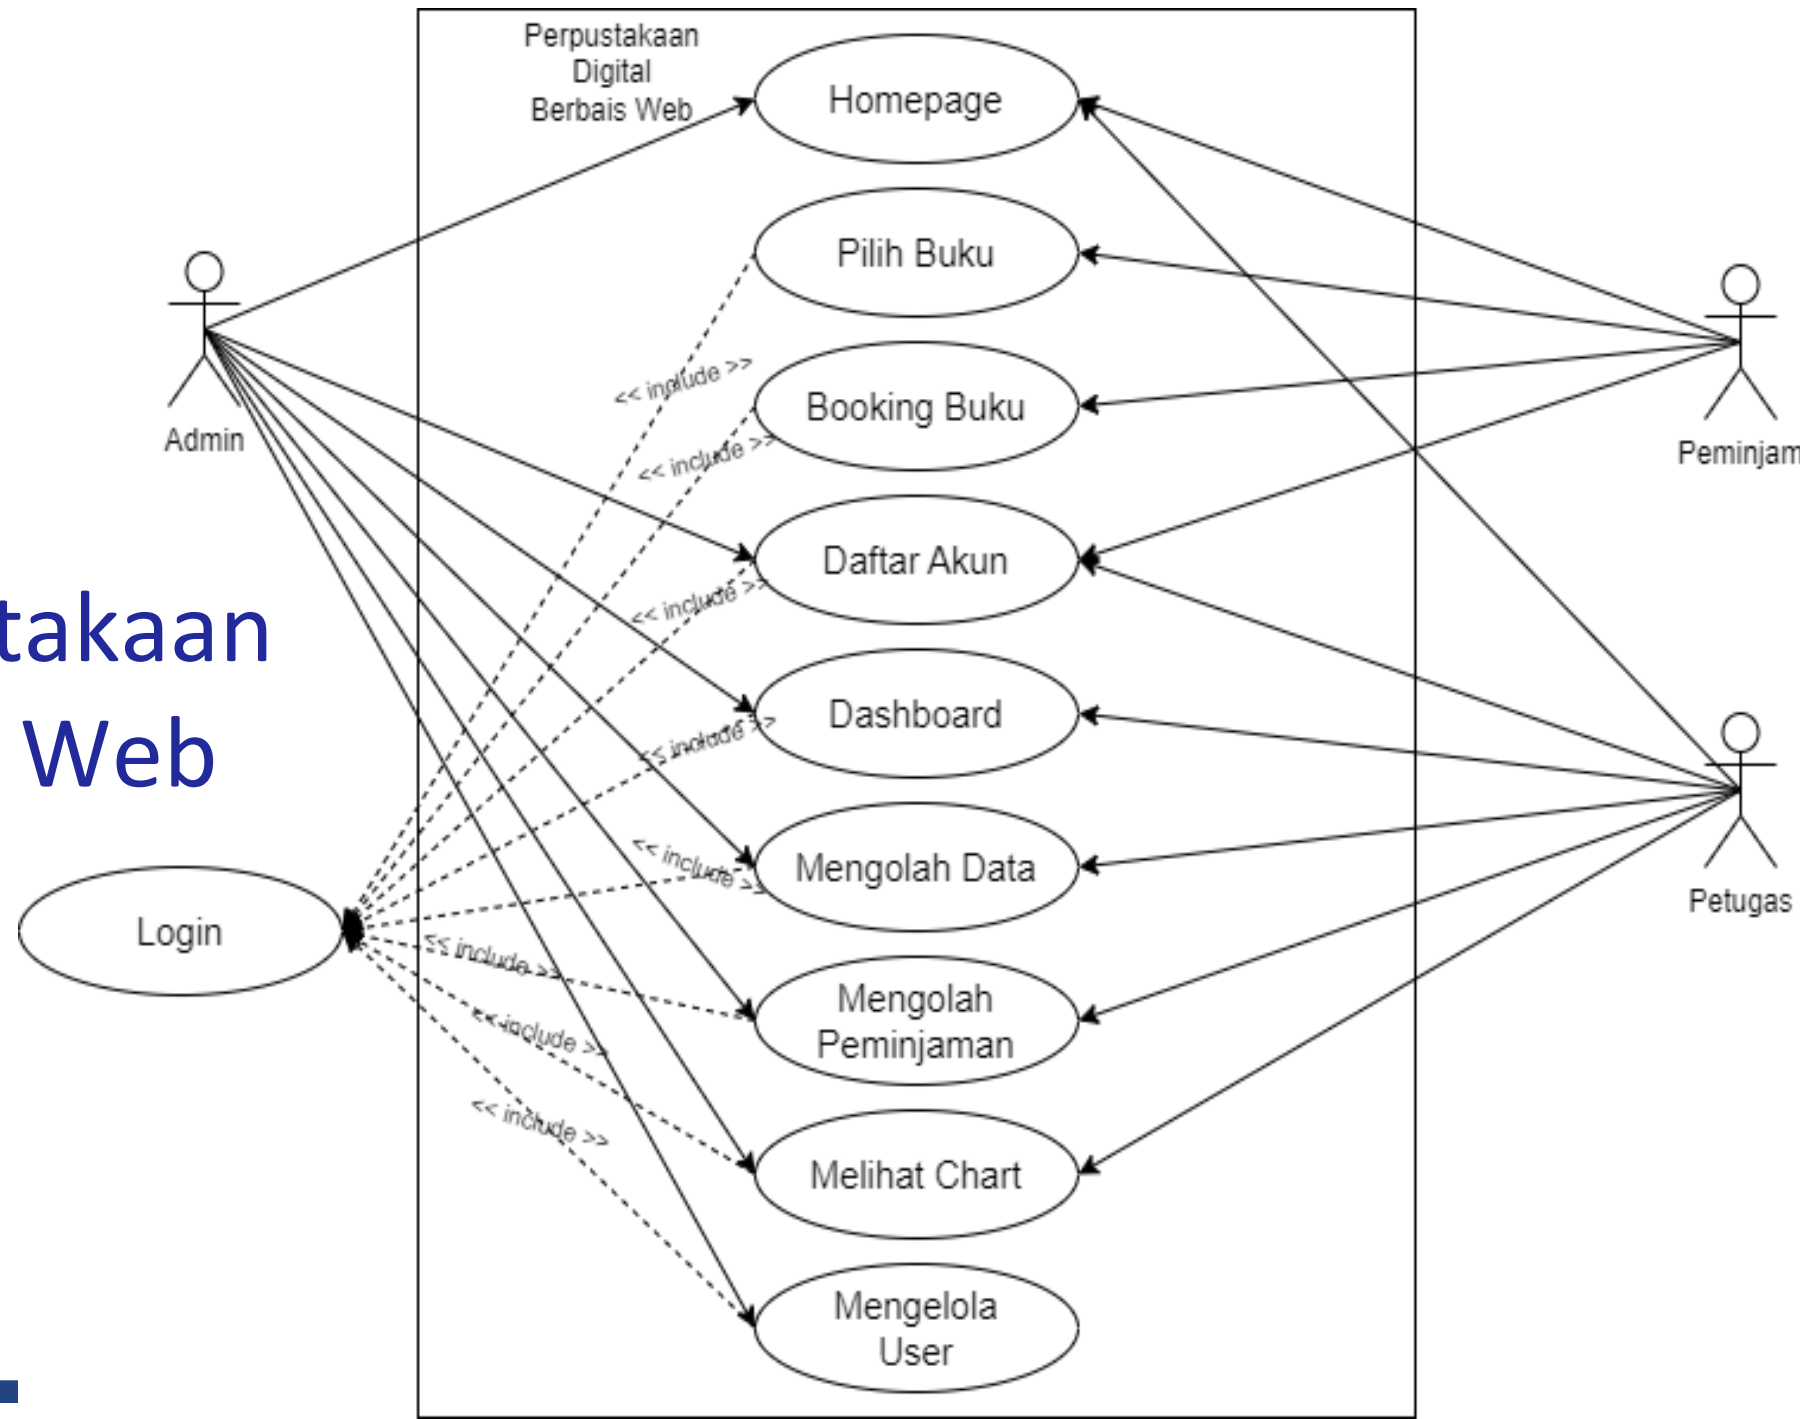 Perpustakaan
Digital
Berbais Web
Homepage
Pilih Buku
<< include >>
Booking Buku
<< include >>
Admin
Peminjam
Daftar Akun
<< include >>
takaan
Web
Dashboard
<< include >>
Mengolah Data
<< include >>
Petugas
Login
<< include >>
Mengolah
Peminjaman
<< include >>
Melihat Chart
<< include >>
Mengelola
User